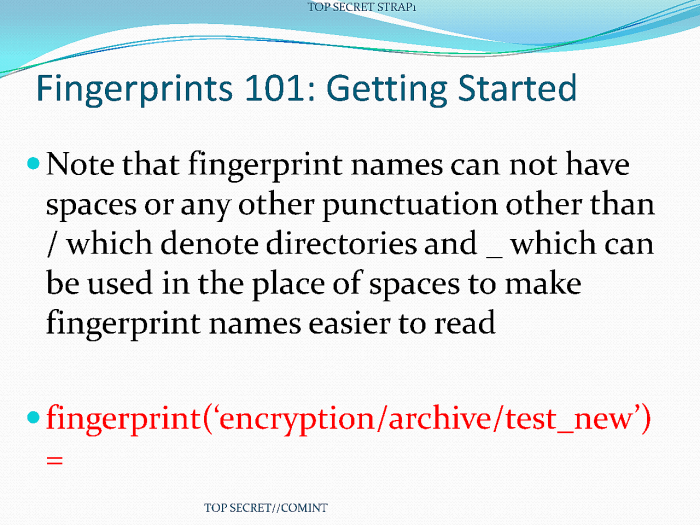 TOP SECRET STRAP1
Fingerprints 101: Getting Started
Note that fingerprint names can not have
spaces or any other punctuation other than
/ which denote directories and _ which can
be used in the place of spaces to make
fingerprint names easier to read
fingerprint(‘encryption/archive/test_new’)
=
TOP SECRET//COMINT